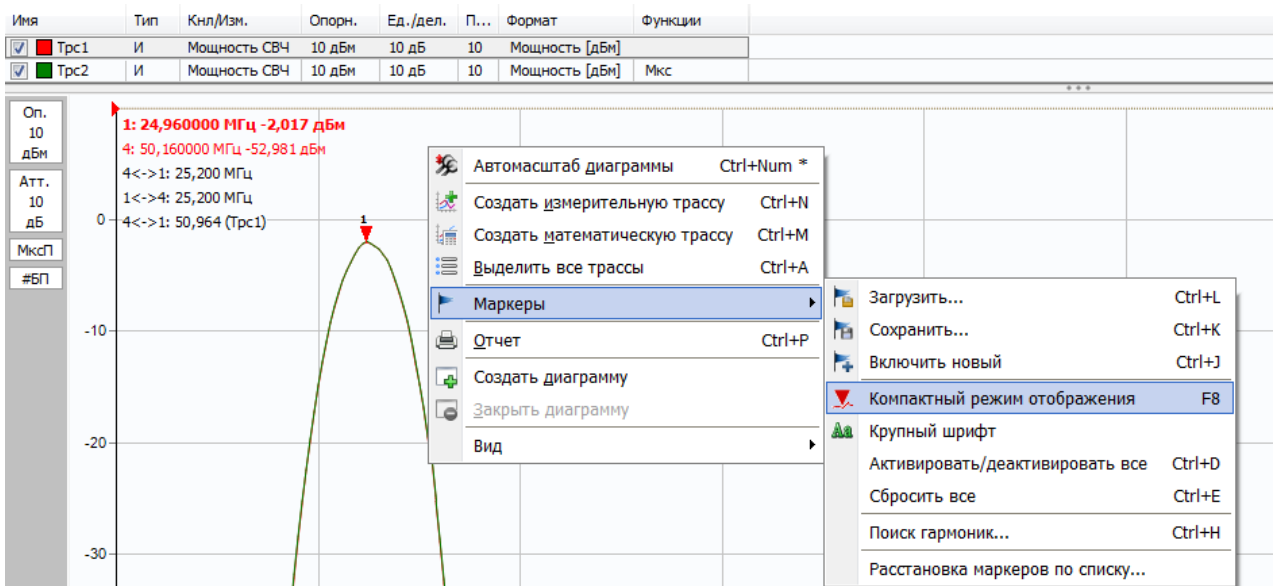 Имя Тип Кнл/Изм. Опорн. Ед./дел. П... Формат Функции
Трс1 И Мощность СВЧ 10 дБм 10 дБ 10 Мощность [дБм]
Трс2 И Мощность СВЧ 10 дБм 10 дБ 10 Мощность [дБм] Мкс
Оп.
10
дБм
Атт.
10
дБ
МксП
#БП
1: 24,960000 МГц -2,017 дБм
4: 50,160000 МГц -52,981 дБм
4<->1: 25,200 МГц
1<->4: 25,200 МГц
4<->1: 50,964 (Трс1)
1
0
-10
-20
-30
Автомасштаб диаграммы Ctrl+Num *
Создать измерительную трассу Ctrl+N
Создать математическую трассу Ctrl+M
Выделить все трассы Ctrl+A
Маркеры
Отчет Ctrl+P
Создать диаграмму
Закрыть диаграмму
Вид
Загрузить... Ctrl+L
Сохранить... Ctrl+K
Включить новый Ctrl+J
Компактный режим отображения F8
Aa Крупный шрифт
Активировать/деактивировать все Ctrl+D
Сбросить все Ctrl+E
Поиск гармоник... Ctrl+H
Расстановка маркеров по списку...